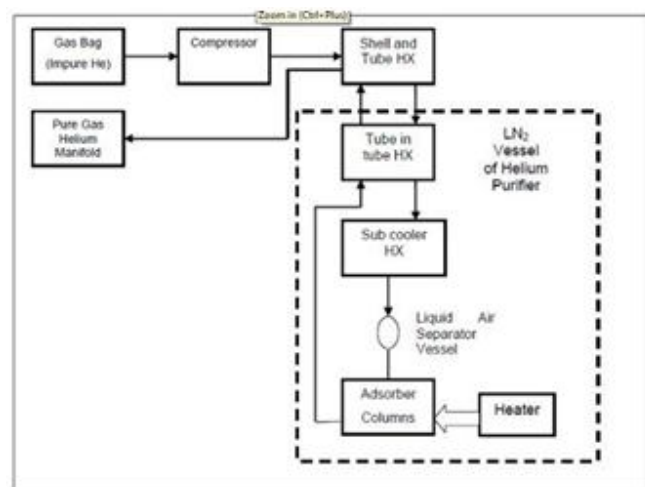 Zoom in (Ctrl+Plus)
Gas Bag
(Impure He)
Compressor
Shell and
Tube HX
Pure Gas
Helium
Manifold
Tube in
tube HX
LN₂
Vessel
of Helium
Purifier
Sub cooler
HX
Liquid Air
Separator
Vessel
Adsorber
Columns
Heater